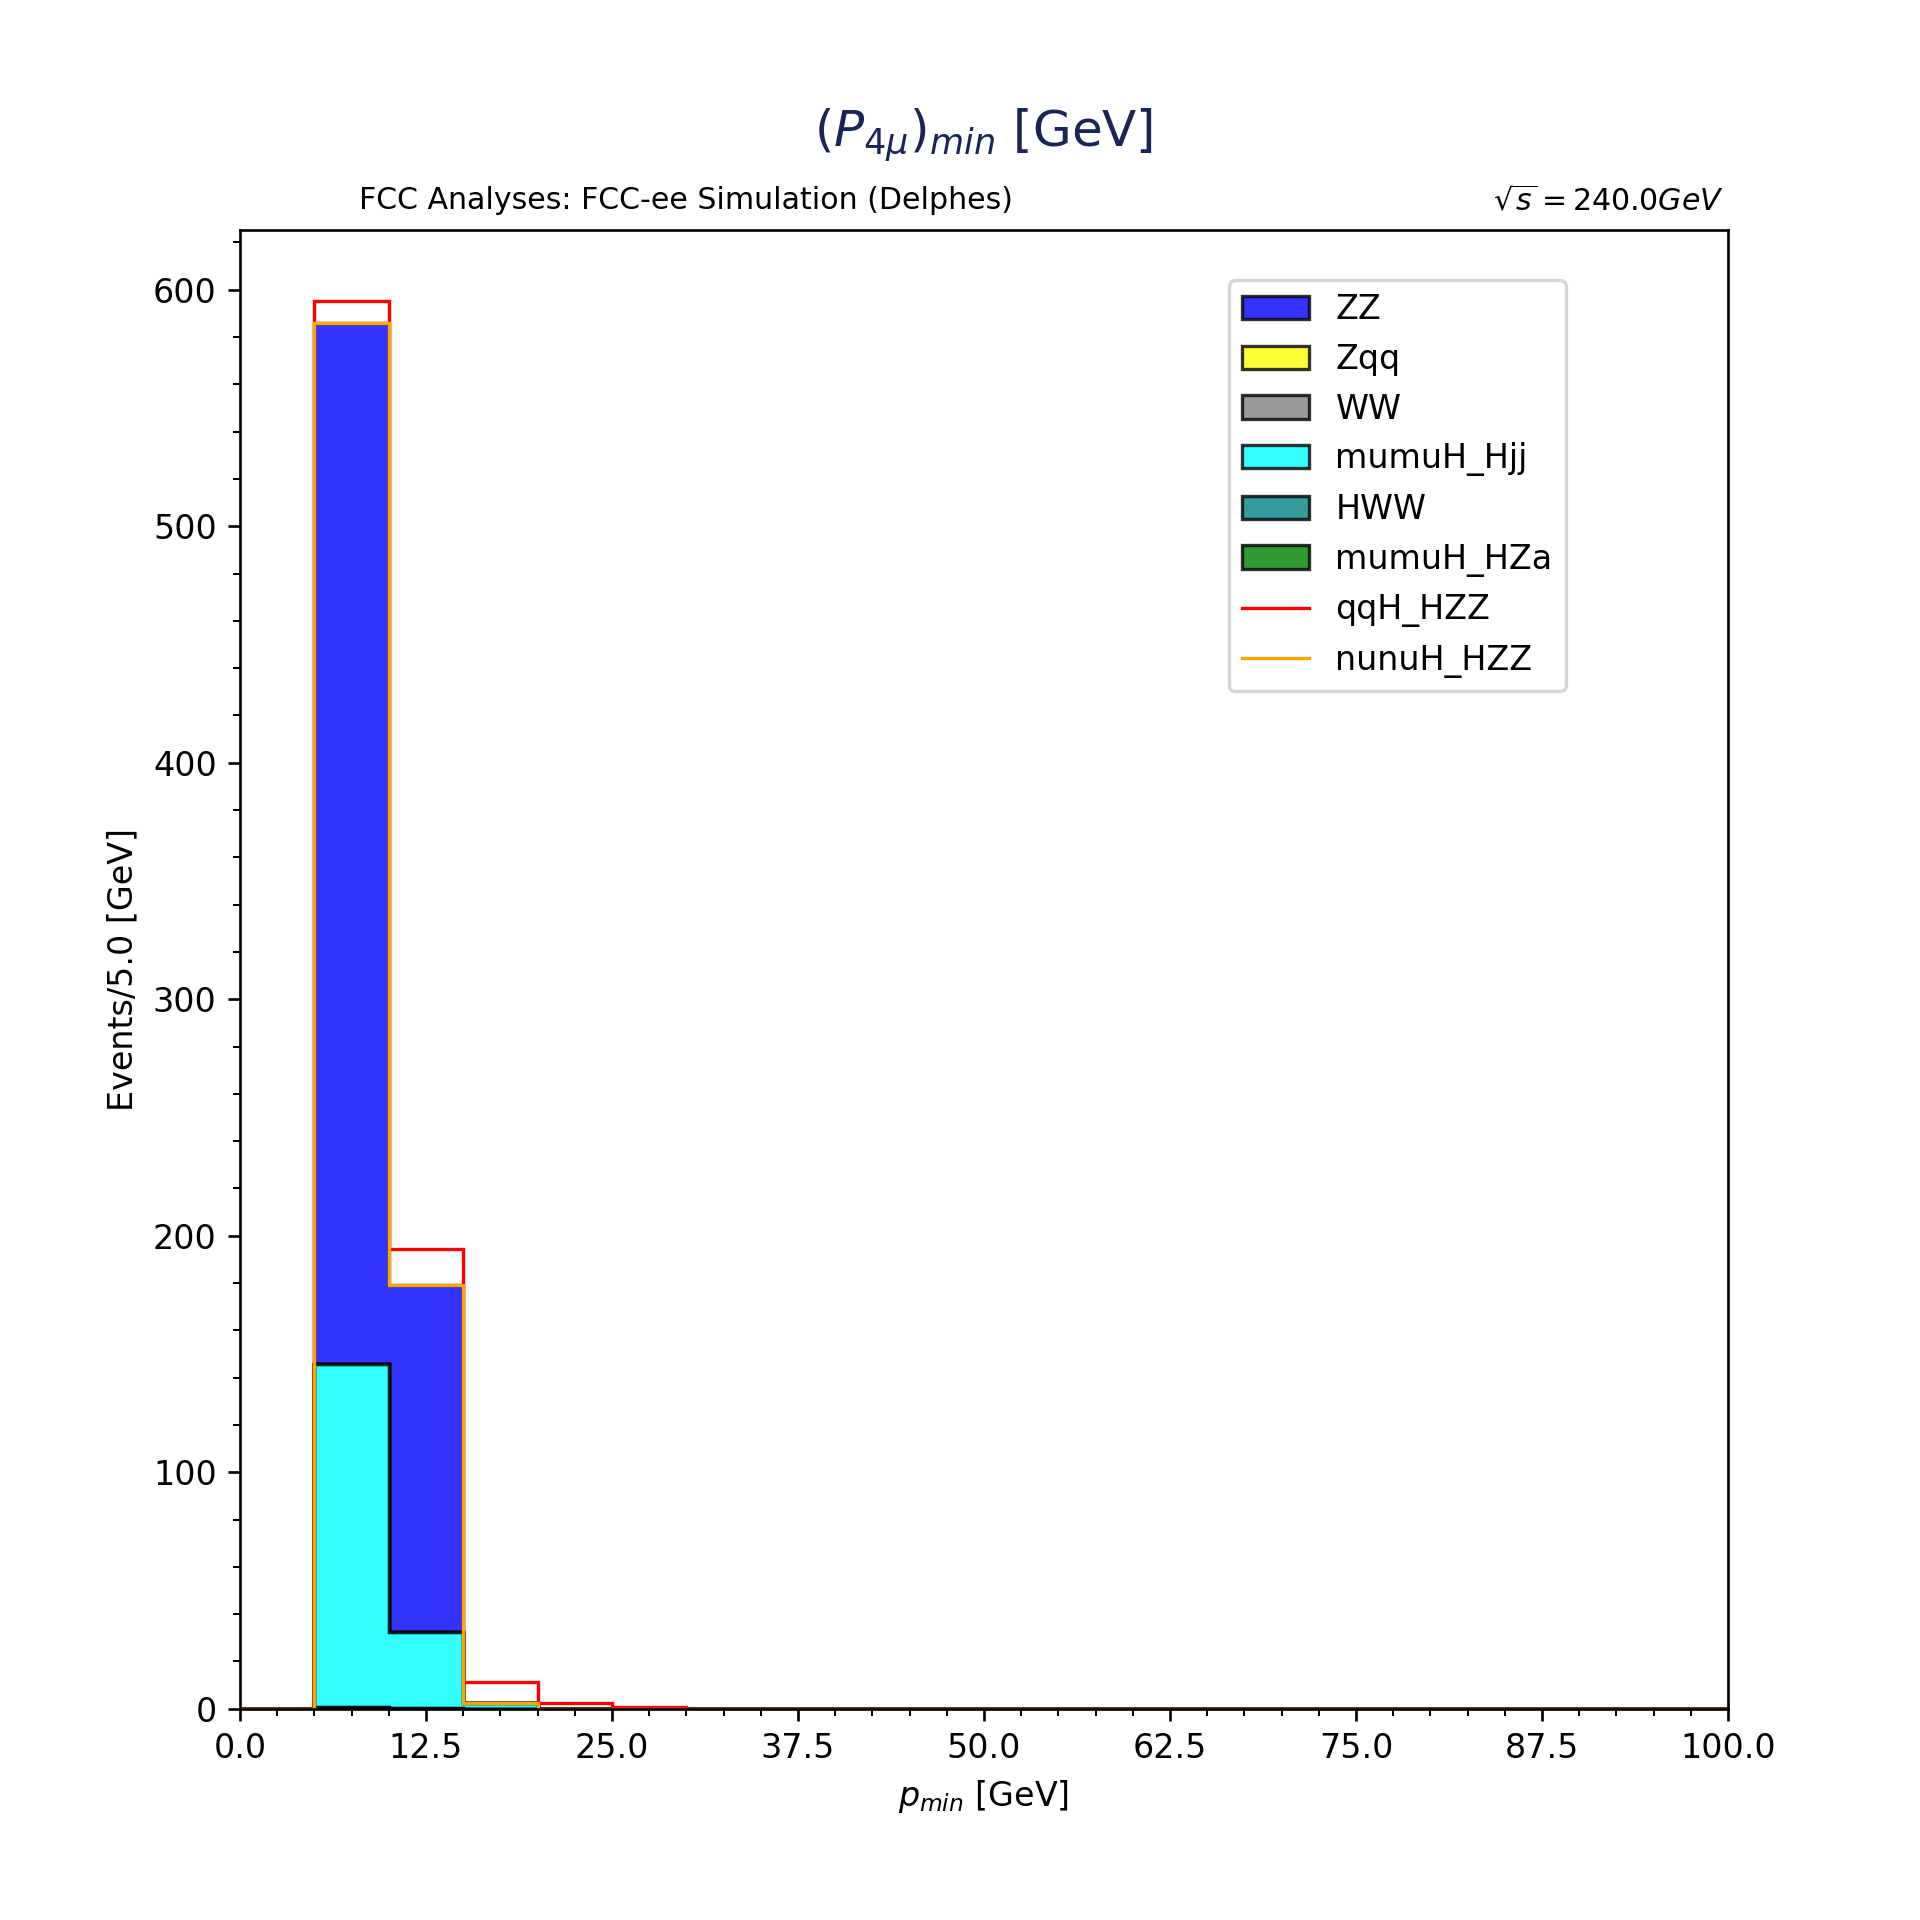 (P4μ)min [GeV]
FCC Analyses: FCC-ee Simulation (Delphes)
√s = 240.0GeV
ZZ
Zqq
WW
mumuH_Hjj
HWW
mumuH_HZa
qqH_HZZ
nunuH_HZZ
Events/5.0 [GeV]
600
500
400
300
200
100
0
0.0 12.5 25.0 37.5 50.0 62.5 75.0 87.5 100.0
pmin [GeV]